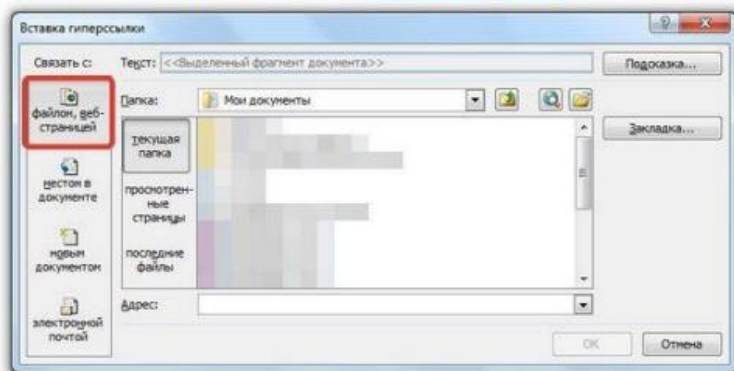 Вставка гиперссылки
Связать с:
Текст: <<Выделенный фрагмент документа>>
Подсказка...
файлом, веб-
страницей
Папка:
Мои документы
Закладка...
текущая
папка
местом в
документе
просмотрен-
ные
страницы
новым
документом
последние
файлы
Адрес:
электронной
почтой
OK
Отмена